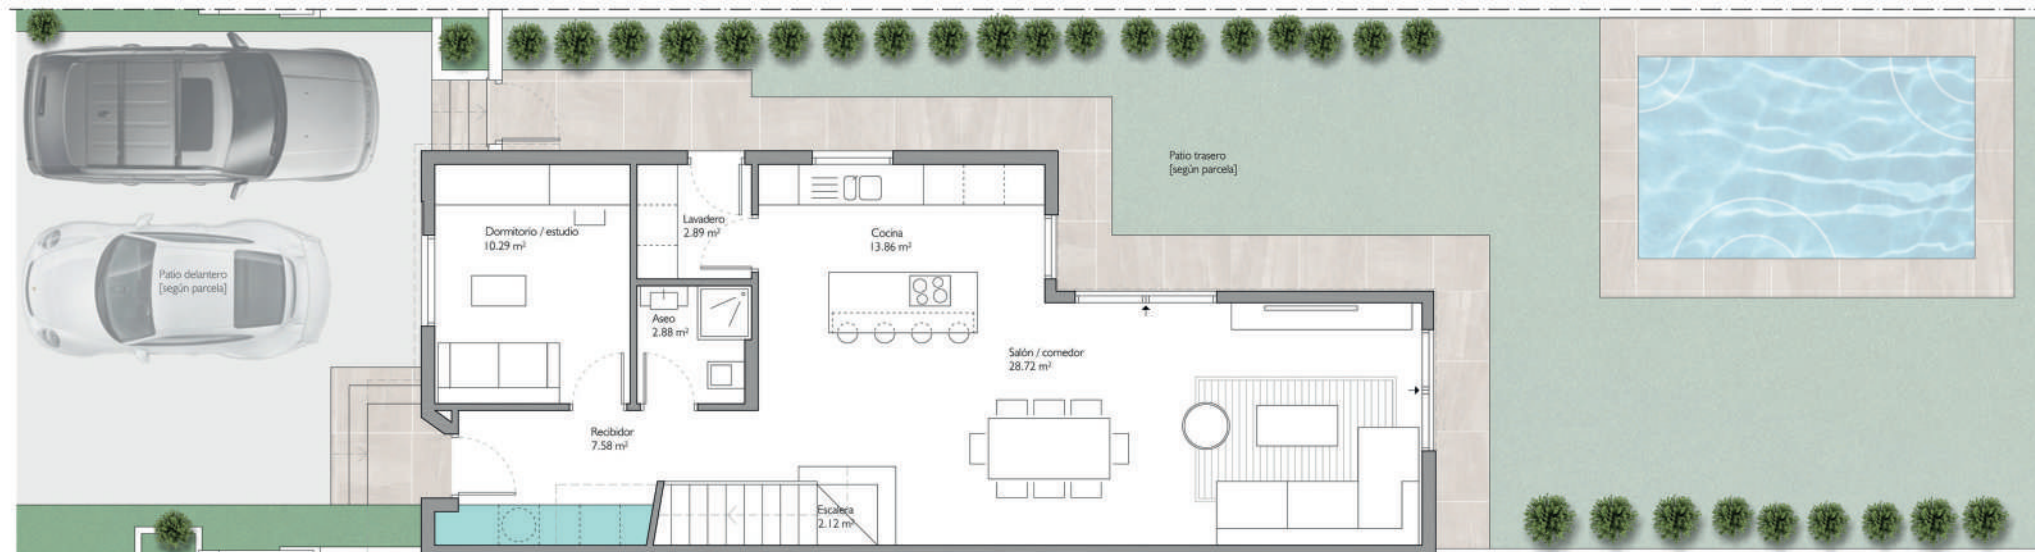 Patio trasero
[según parcela]
Lavadero
2.89 m²
Dormitorio / estudio
10.29 m²
Cocina
13.86 m²
Patio delantero
[según parcela]
Aseo
2.88 m²
Salón / comedor
28.72 m²
Recibidor
7.58 m²
Escalera
2.12 m²